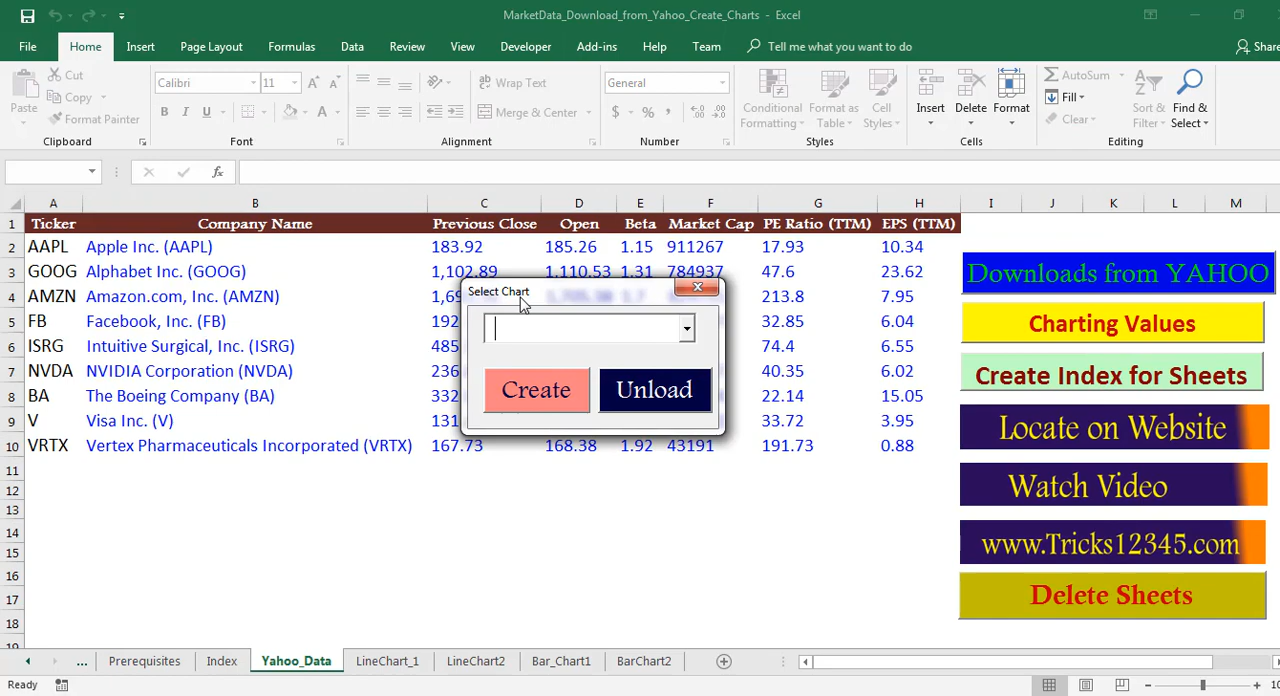 MarketData_Download_from_Yahoo_Create_Charts - Excel
File Home Insert Page Layout Formulas Data Review View Developer Add-ins Help Team Tell me what you want to do Share
Paste Cut Copy Format Painter Clipboard
Calibri 11 B I U A Font
Wrap Text Merge & Center Alignment
General $ % , Number
Conditional Formatting Format as Table Cell Styles Styles
Insert Delete Format Cells
AutoSum Fill Clear Sort & Filter Find & Select Editing
fx
A B C D E F G H I J K L M
1 Ticker Company Name Previous Close Open Beta Market Cap PE Ratio (TTM) EPS (TTM)
2 AAPL Apple Inc. (AAPL) 183.92 185.26 1.15 911267 17.93 10.34
3 GOOG Alphabet Inc. (GOOG) 1,102.89 1,110.53 1.31 784937 47.6 23.62
4 AMZN Amazon.com, Inc. (AMZN) 213.8 7.95
5 FB Facebook, Inc. (FB) 192 32.85 6.04
6 ISRG Intuitive Surgical, Inc. (ISRG) 485 74.4 6.55
7 NVDA NVIDIA Corporation (NVDA) 236 40.35 6.02
8 BA The Boeing Company (BA) 332 22.14 15.05
9 V Visa Inc. (V) 131 33.72 3.95
10 VRTX Vertex Pharmaceuticals Incorporated (VRTX) 167.73 168.38 1.92 43191 191.73 0.88
11
12
13
14
15
16
17
18
Select Chart
Create Unload
Downloads from YAHOO
Charting Values
Create Index for Sheets
Locate on Website
Watch Video
www.Tricks12345.com
Delete Sheets
... Prerequisites Index Yahoo_Data LineChart_1 LineChart2 Bar_Chart1 BarChart2
Ready